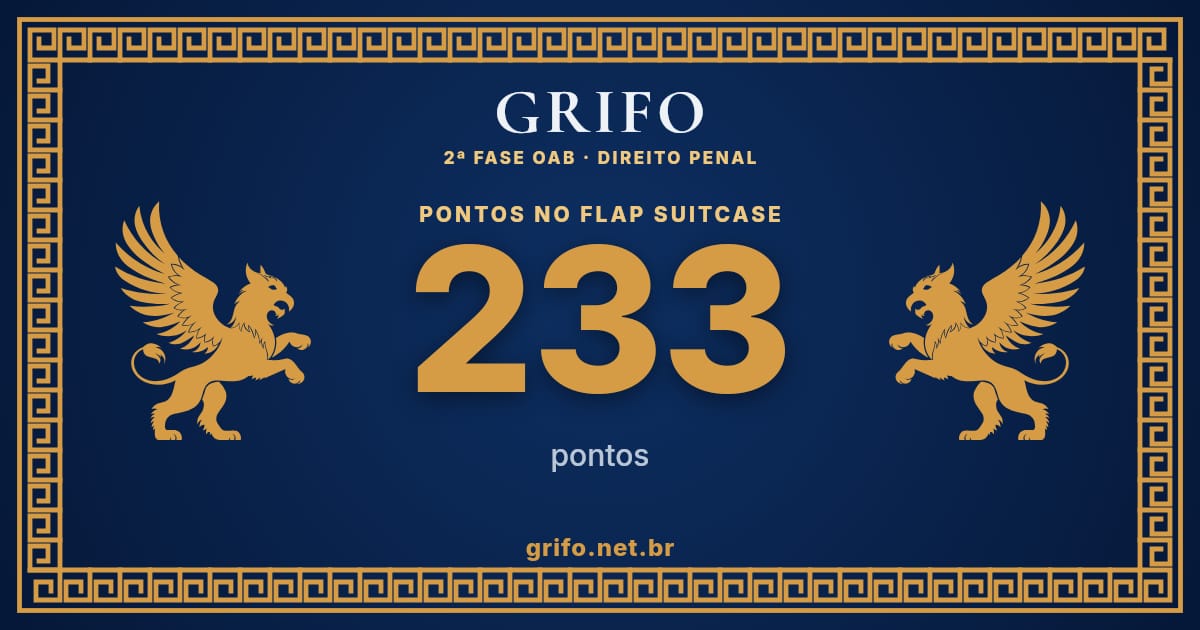 GRIFO
2ª FASE OAB · DIREITO PENAL
PONTOS NO FLAP SUITCASE
233
pontos
grifo.net.br